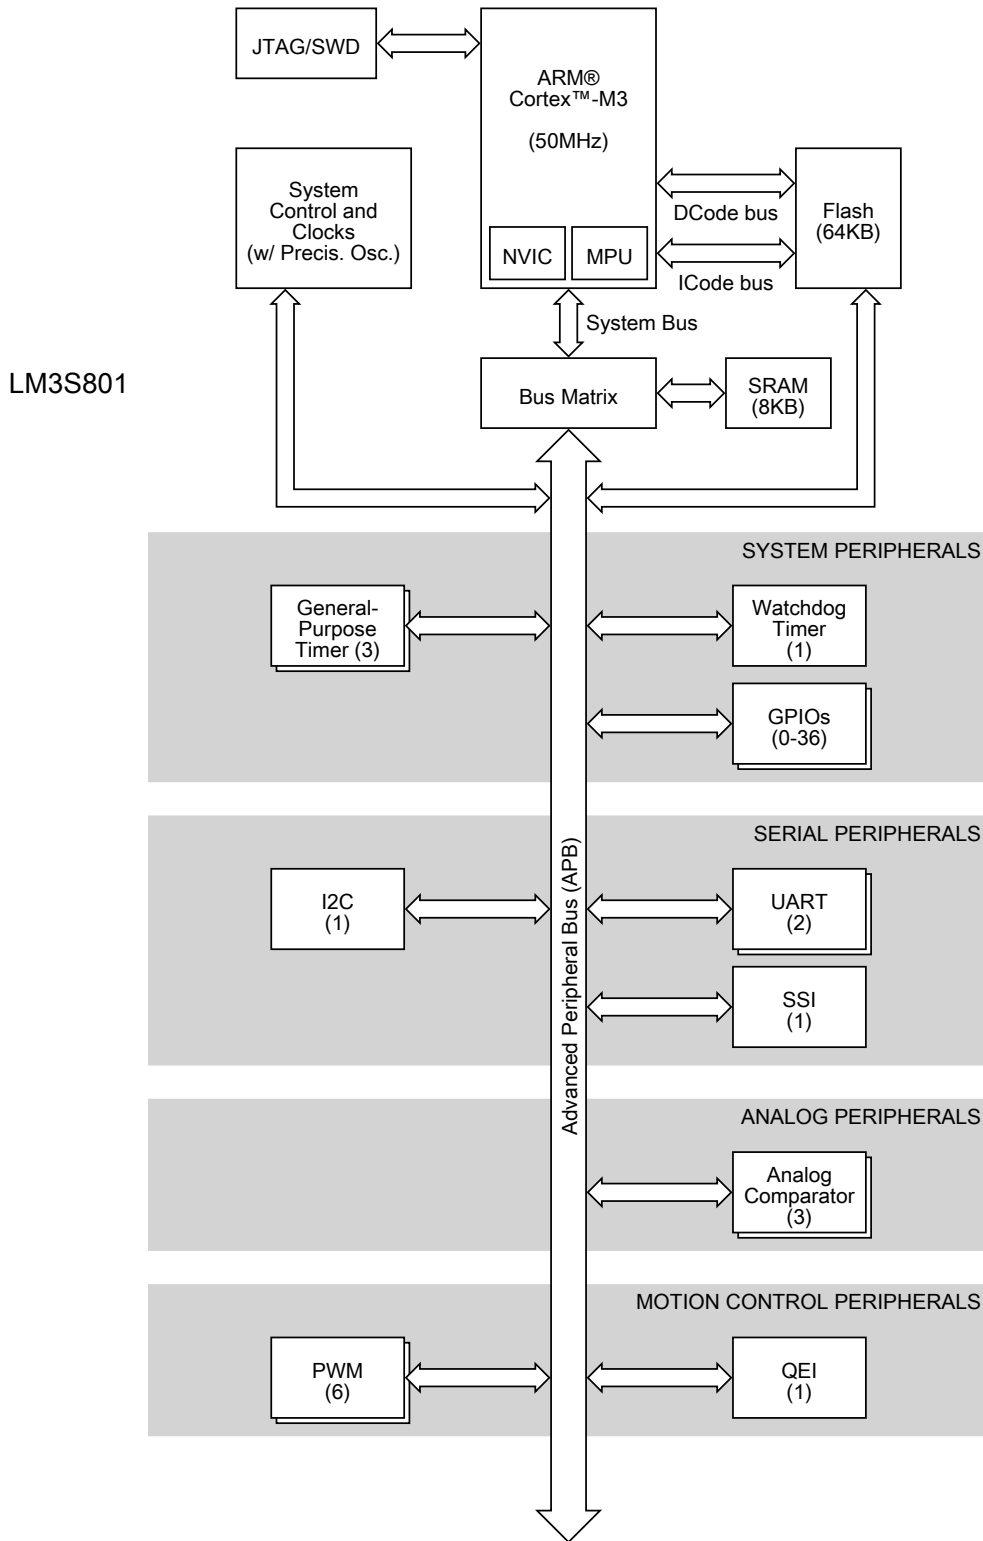 JTAG/SWD
ARM®
Cortex™-M3
(50MHz)
NVIC
MPU
System
Control and
Clocks
(w/ Precis. Osc.)
DCode bus
ICode bus
Flash
(64KB)
System Bus
LM3S801
Bus Matrix
SRAM
(8KB)
SYSTEM PERIPHERALS
General-
Purpose
Timer (3)
Watchdog
Timer
(1)
GPIOs
(0-36)
Advanced Peripheral Bus (APB)
SERIAL PERIPHERALS
I2C
(1)
UART
(2)
SSI
(1)
ANALOG PERIPHERALS
Analog
Comparator
(3)
MOTION CONTROL PERIPHERALS
PWM
(6)
QEI
(1)